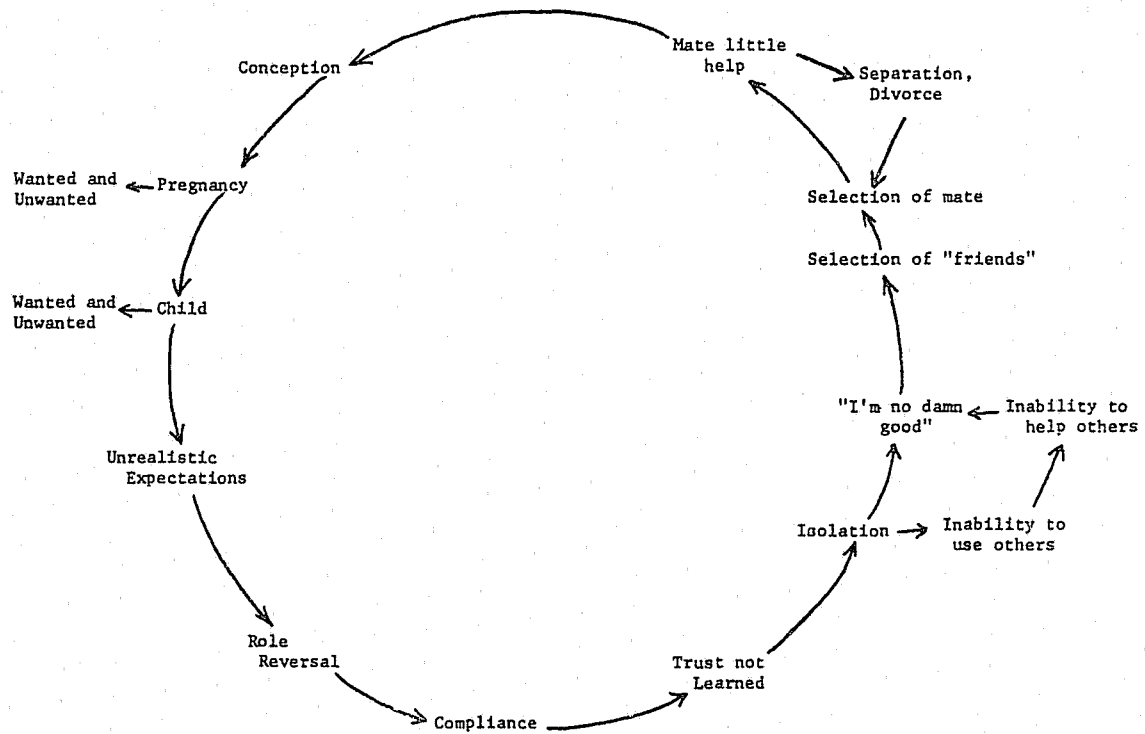 Mate little
help
Conception
Separation,
Divorce
Wanted and
Unwanted
Pregnancy
Selection of mate
Selection of "friends"
Wanted and
Unwanted
Child
"I'm no damn
good"
Inability to
help others
Unrealistic
Expectations
Isolation
Inability to
use others
Role
Reversal
Trust not
Learned
Compliance